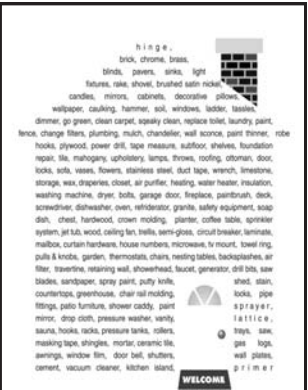 hinge,
brick, chrome, brass,
blinds, pavers, sinks, light
fixtures, rake, shovel, brushed satin nickel,
candles, mirrors, cabinets, decorative pillows,
wallpaper, caulking, hammer, soil, windows, ladder, tassles,
dimmer, go green, clean carpet, sqeaky clean, replace toilet, laundry, paint,
fence, change filters, plumbing, mulch, chandelier, wall sconce, paint thinner, robe
hooks, plywood, power drill, tape measure, subfloor, shelves, foundation
repair, tile, mahogany, upholstery, lamps, throws, roofing, ottoman, door,
locks, sofa, vases, flowers, stainless steel, duct tape, wrench, limestone,
storage, wax, draperies, closet, air purifier, heating, water heater, insulation,
washing machine, dryer, bolts, garage door, fireplace, paintbrush, deck,
screwdriver, dishwasher, oven, refriderator, granite, safety equipment, soap
dish, chest, hardwood, crown molding, planter, coffee table, sprinkler
system, jet tub, wood, ceiling fan, trellis, semi-gloss, circuit breaker, laminate,
mailbox, curtain hardware, house numbers, microwave, tv mount, towel ring,
pulls & knobs, garden, thermostats, chairs, nesting tables, backsplashes, air
filter, travertine, retaining wall, showerhead, faucet, generator, drill bits, saw
blades, sandpaper, spray paint, putty knife, shed, stain,
countertops, greenhouse, chair rail molding, locks, pipe
fittings, patio furniture, shower caddy, paint sprayer,
mirror, drop cloth, pressure washer, vanity, lattice,
sauna, hooks, racks, pressure tanks, rollers, trays, saw,
masking tape, shingles, mortar, ceramic tile, gas logs,
awnings, window film, door bell, shutters, wall plates,
cement, vacuum cleaner, kitchen island, primer
WELCOME